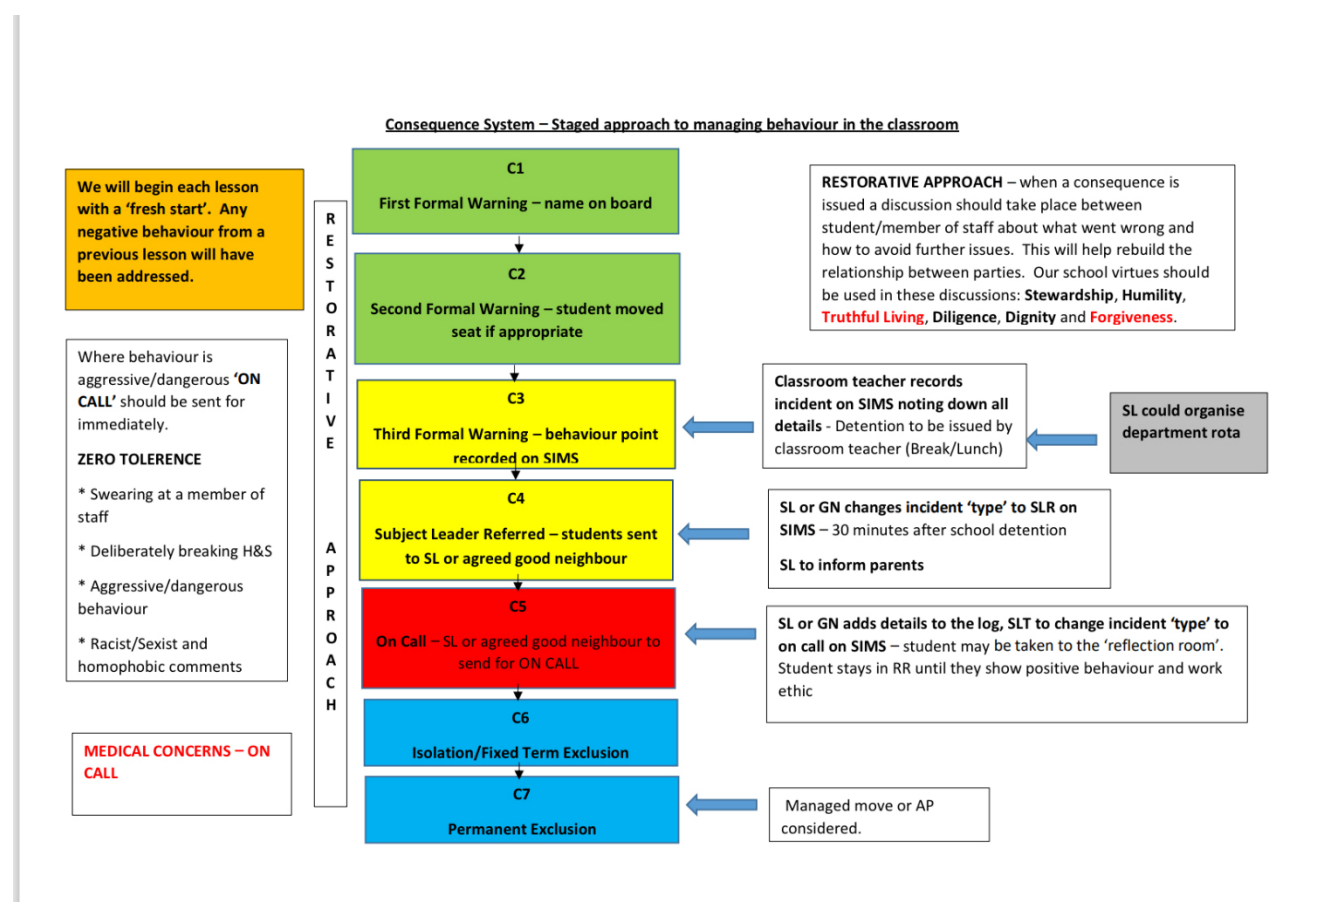 Consequence System – Staged approach to managing behaviour in the classroom
We will begin each lesson
with a ‘fresh start’.  Any
negative behaviour from a
previous lesson will have
been addressed.
Where behaviour is
aggressive/dangerous ‘ON
CALL’ should be sent for
immediately.
ZERO TOLERENCE
* Swearing at a member of
staff
* Deliberately breaking H&S
* Aggressive/dangerous
behaviour
* Racist/Sexist and
homophobic comments
MEDICAL CONCERNS – ON
CALL
R
E
S
T
O
R
A
T
I
V
E
A
P
P
R
O
A
C
H
C1
First Formal Warning – name on board
C2
Second Formal Warning – student moved
seat if appropriate
C3
Third Formal Warning – behaviour point
recorded on SIMS
C4
Subject Leader Referred – students sent
to SL or agreed good neighbour
C5
On Call – SL or agreed good neighbour to
send for ON CALL
C6
Isolation/Fixed Term Exclusion
C7
Permanent Exclusion
RESTORATIVE APPROACH – when a consequence is
issued a discussion should take place between
student/member of staff about what went wrong and
how to avoid further issues.  This will help rebuild the
relationship between parties.  Our school virtues should
be used in these discussions: Stewardship, Humility,
Truthful Living, Diligence, Dignity and Forgiveness.
Classroom teacher records
incident on SIMS noting down all
details - Detention to be issued by
classroom teacher (Break/Lunch)
SL could organise
department rota
SL or GN changes incident ‘type’ to SLR on
SIMS – 30 minutes after school detention
SL to inform parents
SL or GN adds details to the log, SLT to change incident ‘type’ to
on call on SIMS – student may be taken to the ‘reflection room’.
Student stays in RR until they show positive behaviour and work
ethic
Managed move or AP
considered.